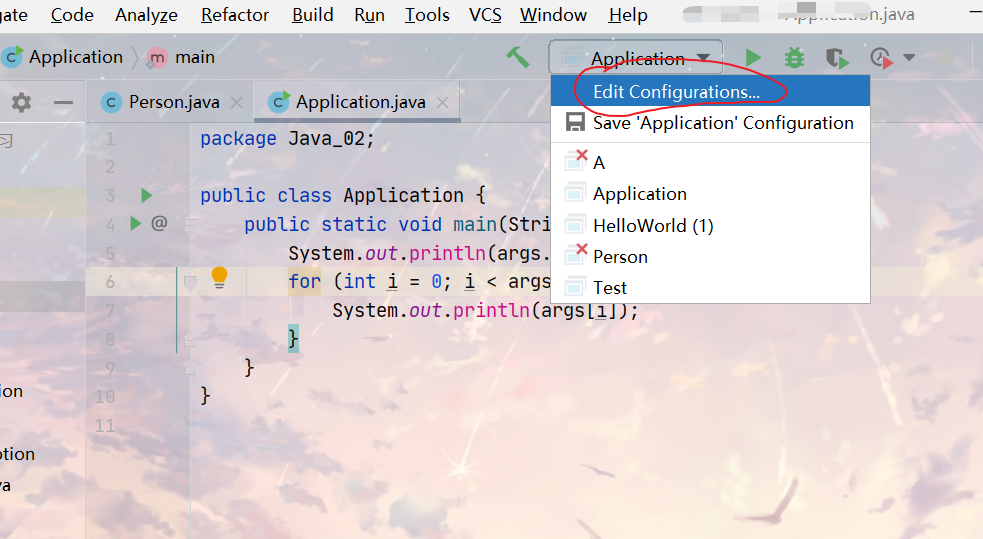 gate Code Analyze Refactor Build Run Tools VCS Window Help Application.java
Application main Application
Person.java Application.java
Edit Configurations...
Save 'Application' Configuration
A
Application
HelloWorld (1)
Person
Test
1 package Java_02;
2
3 public class Application {
4 @ public static void main(Stri
5 System.out.println(args.
6 for (int i = 0; i < args
7 System.out.println(args[i]);
8 }
9 }
10 }
11
ion
ption
va